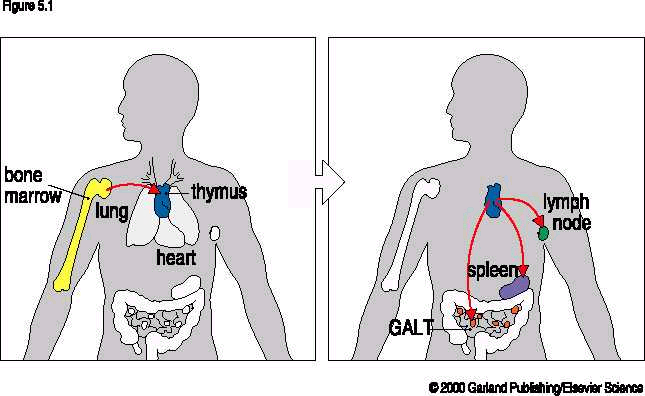 Figure 5.1
bone
marrow
lung
thymus
heart
lymph
node
spleen
GALT
© 2000 Garland Publishing/Elsevier Science